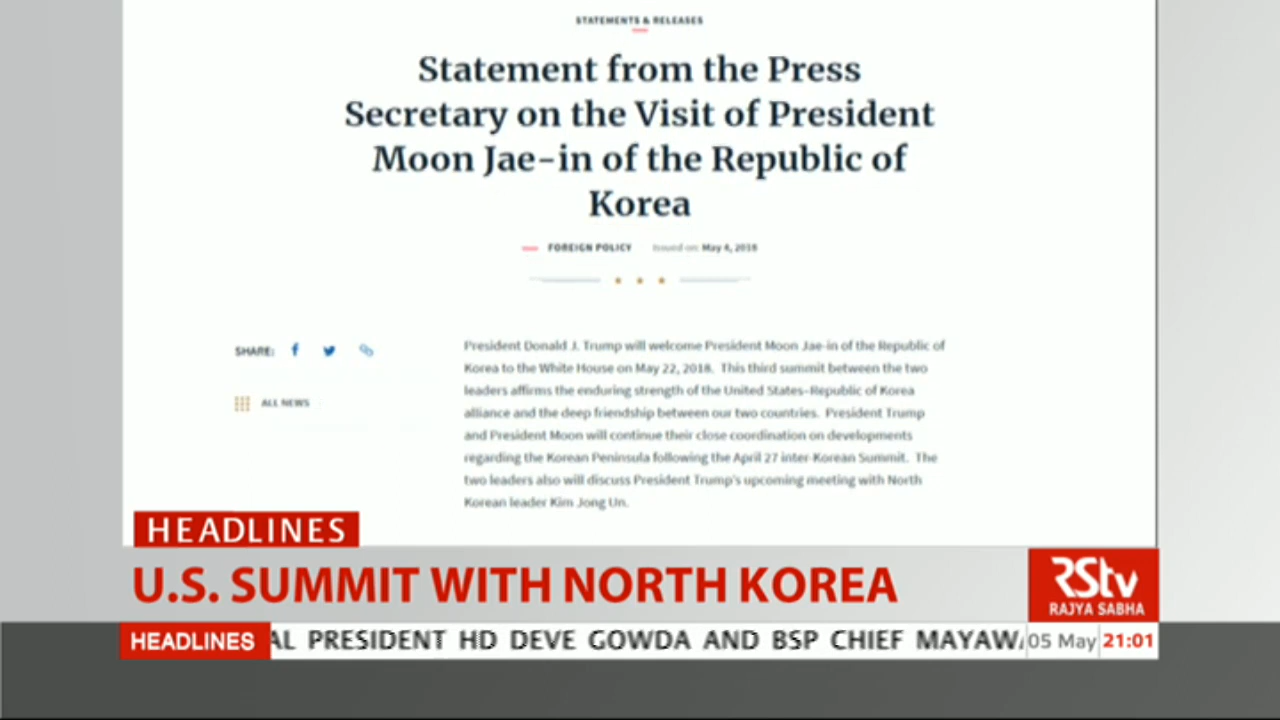 STATEMENTS & RELEASES
Statement from the Press
Secretary on the Visit of President
Moon Jae-in of the Republic of
Korea
FOREIGN POLICY Issued on: May 4, 2018
SHARE:
ALL NEWS
President Donald J. Trump will welcome President Moon Jae-in of the Republic of
Korea to the White House on May 22, 2018. This third summit between the two
leaders affirms the enduring strength of the United States–Republic of Korea
alliance and the deep friendship between our two countries. President Trump
and President Moon will continue their close coordination on developments
regarding the Korean Peninsula following the April 27 inter-Korean Summit. The
two leaders also will discuss President Trump's upcoming meeting with North
Korean leader Kim Jong Un.
HEADLINES
U.S. SUMMIT WITH NORTH KOREA
RStv
RAJYA SABHA
HEADLINES AL PRESIDENT HD DEVE GOWDA AND BSP CHIEF MAYAWA 05 May 21:01